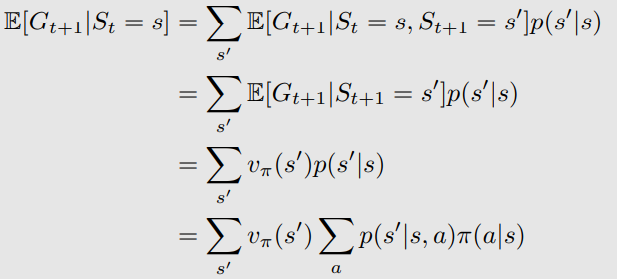 𝔼[G_{t+1}|S_t = s] = ∑_{s′} 𝔼[G_{t+1}|S_t = s, S_{t+1} = s′]p(s′|s)
= ∑_{s′} 𝔼[G_{t+1}|S_{t+1} = s′]p(s′|s)
= ∑_{s′} v_π(s′)p(s′|s)
= ∑_{s′} v_π(s′) ∑_a p(s′|s, a)π(a|s)